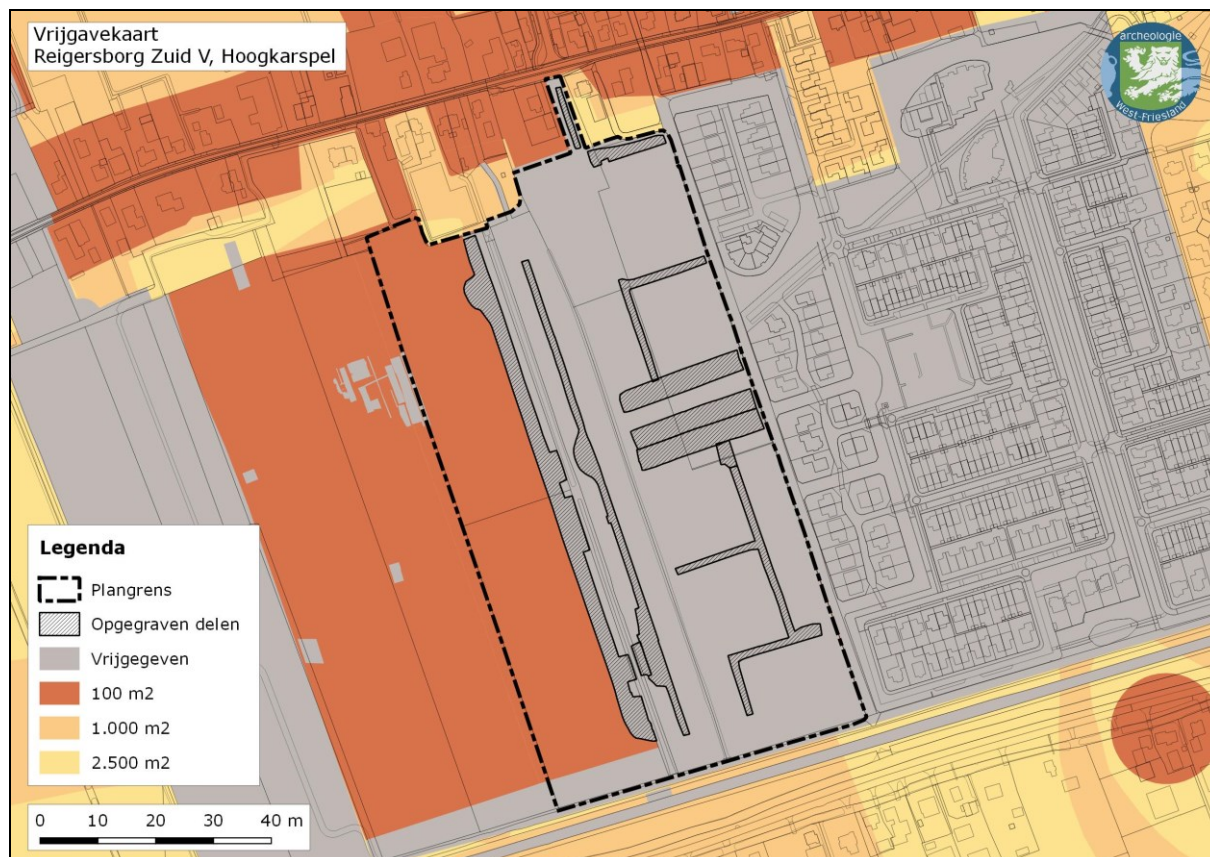 Vrijgavekaart
Reigersborg Zuid V, Hoogkarspel
archeologie
West-Friesland
Legenda
Plangrens
Opgegraven delen
Vrijgegeven
100 m2
1.000 m2
2.500 m2
0 10 20 30 40 m